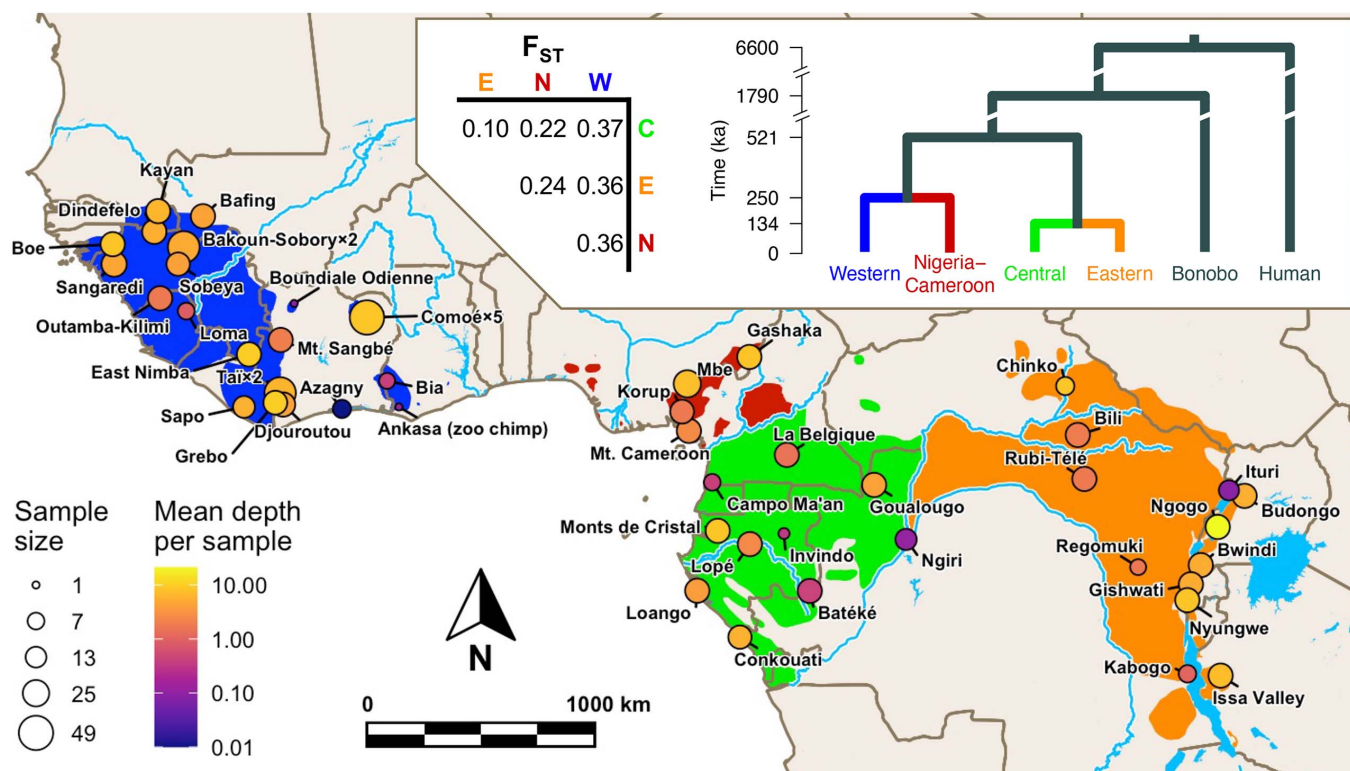 FST
E N W
0.10 0.22 0.37 C
0.24 0.36 E
0.36 N
Time (ka)
6600
1790
521
250
134
0
Western
Nigeria–
Cameroon
Central
Eastern
Bonobo
Human
Kayan
Dindefelo
Bafing
Boe
Bakoun-Sobory×2
Sangaredi
Sobeya
Boundiale Odienne
Outamba-Kilimi
Loma
Comoé×5
Mt. Sangbé
East Nimba
Taï×2
Azagny
Bia
Sapo
Djouroutou
Ankasa (zoo chimp)
Grebo
Gashaka
Mbe
Korup
Mt. Cameroon
La Belgique
Campo Ma'an
Goualougo
Monts de Cristal
Lopé
Invindo
Ngiri
Loango
Batéké
Conkouati
Chinko
Bili
Rubi-Télé
Ituri
Ngogo
Budongo
Regomuki
Bwindi
Gishwati
Nyungwe
Kabogo
Issa Valley
Sample
size
1
7
13
25
49
Mean depth
per sample
10.00
1.00
0.10
0.01
N
0 1000 km